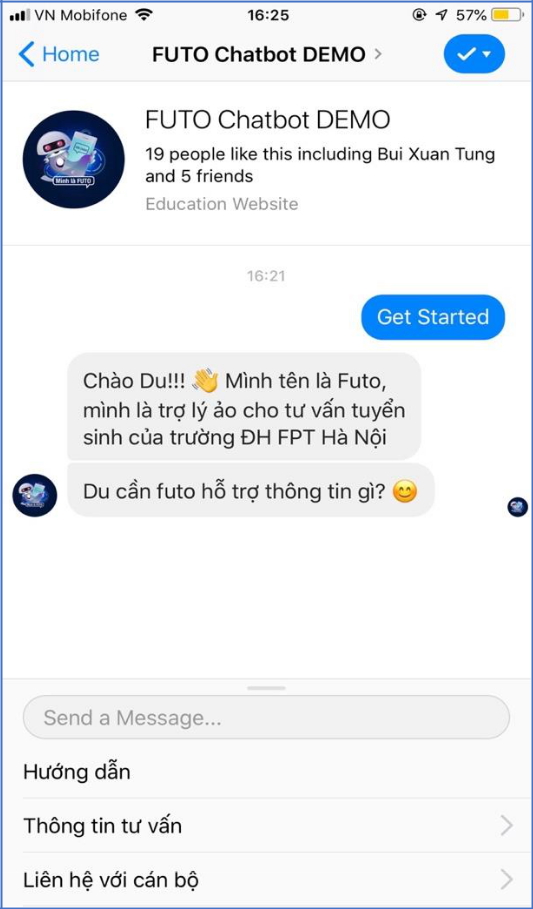 VN Mobifone 16:25 57%
Home FUTO Chatbot DEMO
FUTO Chatbot DEMO
19 people like this including Bui Xuan Tung
and 5 friends
Education Website
Mình là FUTO
16:21
Get Started
Chào Du!!! 👋 Mình tên là Futo,
mình là trợ lý ảo cho tư vấn tuyển
sinh của trường ĐH FPT Hà Nội
Du cần futo hỗ trợ thông tin gì? 😊
Send a Message...
Hướng dẫn
Thông tin tư vấn
Liên hệ với cán bộ